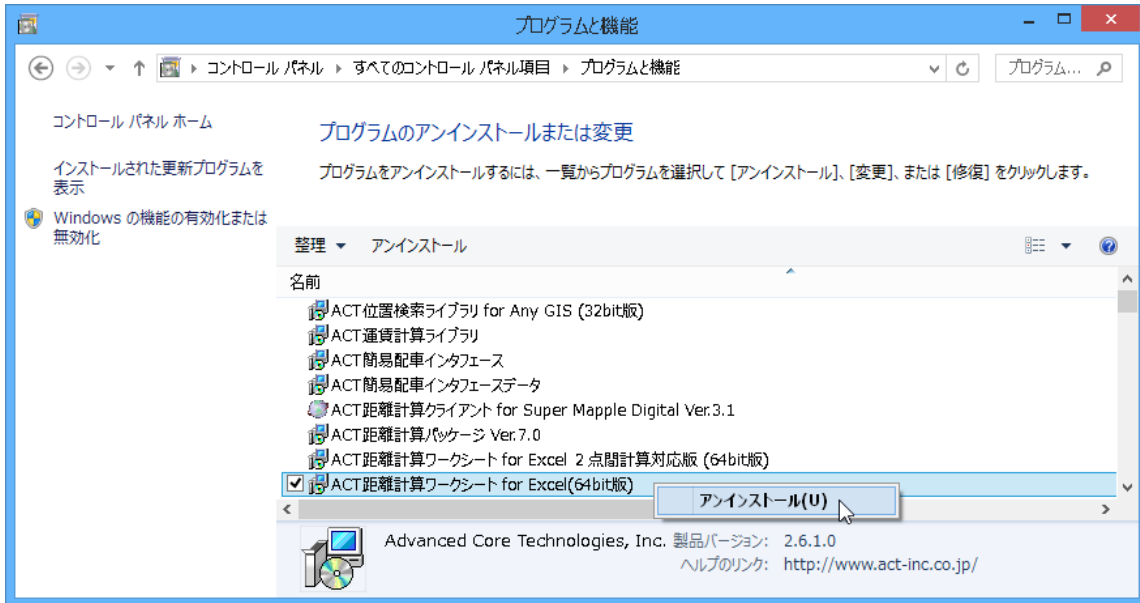 プログラムと機能
コントロール パネル ▸ すべてのコントロール パネル項目 ▸ プログラムと機能
プログラム...
コントロール パネル ホーム
インストールされた更新プログラムを
表示
Windows の機能の有効化または
無効化
プログラムのアンインストールまたは変更
プログラムをアンインストールするには、一覧からプログラムを選択して [アンインストール]、[変更]、または [修復] をクリックします。
整理 アンインストール
名前
ACT位置検索ライブラリ for Any GIS (32bit版)
ACT運賃計算ライブラリ
ACT簡易配車インタフェース
ACT簡易配車インタフェースデータ
ACT距離計算クライアント for Super Mapple Digital Ver.3.1
ACT距離計算パッケージ Ver.7.0
ACT距離計算ワークシート for Excel 2点間計算対応版 (64bit版)
ACT距離計算ワークシート for Excel(64bit版)
アンインストール(U)
Advanced Core Technologies, Inc. 製品バージョン: 2.6.1.0
ヘルプのリンク: http://www.act-inc.co.jp/